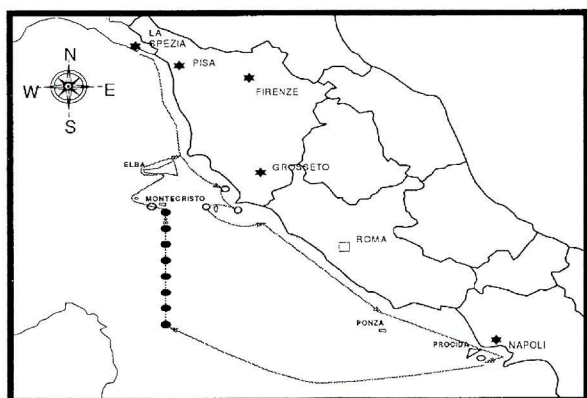 LA
SPEZIA
PISA
FIRENZE
N
W
E
S
ELBA
GROSSETO
MONTECRISTO
ROMA
PONZA
PROCIDA
NAPOLI